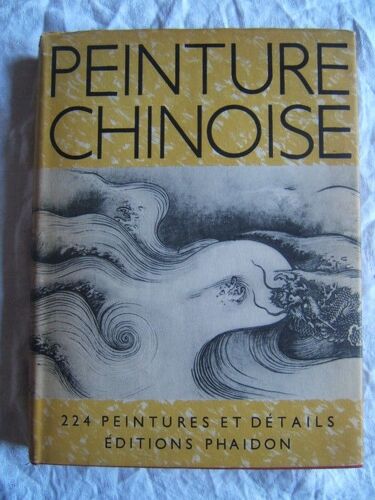 PEINTURE
CHINOISE
224 PEINTURES ET DÉTAILS
ÉDITIONS PHAIDON